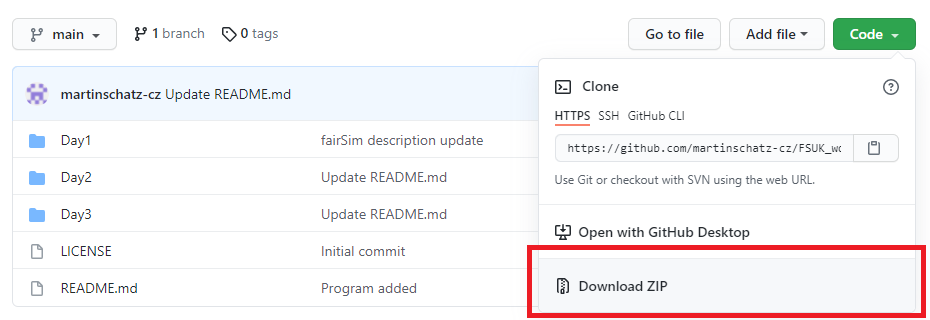 main 1 branch 0 tags Go to file Add file Code
martinschatz-cz Update README.md
Day1 fairSim description update
Day2 Update README.md
Day3 Update README.md
LICENSE Initial commit
README.md Program added
Clone
HTTPS SSH GitHub CLI
https://github.com/martinschatz-cz/FSUK_wo
Use Git or checkout with SVN using the web URL.
Open with GitHub Desktop
Download ZIP